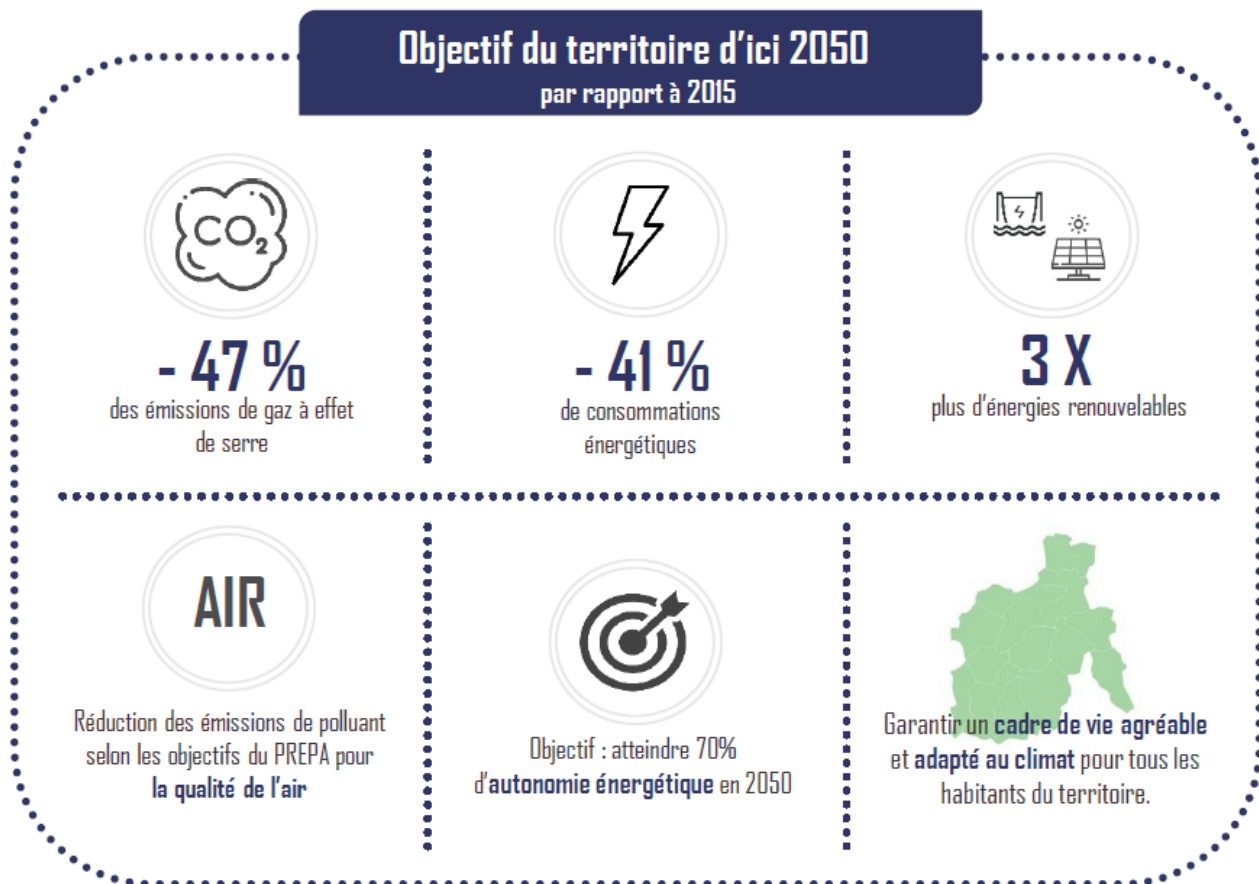 Objectif du territoire d'ici 2050
par rapport à 2015
CO2
- 47 %
des émissions de gaz à effet
de serre
- 41 %
de consommations
énergétiques
3 X
plus d'énergies renouvelables
AIR
Réduction des émissions de polluant
selon les objectifs du PREPA pour
la qualité de l'air
Objectif : atteindre 70%
d'autonomie énergétique en 2050
Garantir un cadre de vie agréable
et adapté au climat pour tous les
habitants du territoire.